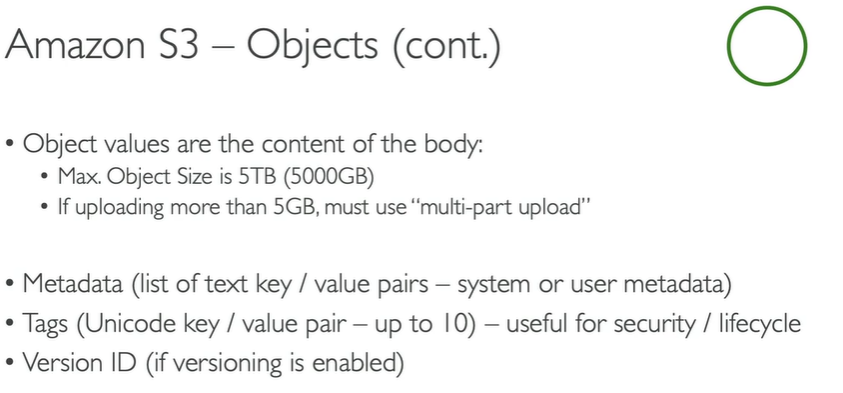 Amazon S3 – Objects (cont.)
• Object values are the content of the body:
• Max. Object Size is 5TB (5000GB)
• If uploading more than 5GB, must use “multi-part upload”
• Metadata (list of text key / value pairs – system or user metadata)
• Tags (Unicode key / value pair – up to 10) – useful for security / lifecycle
• Version ID (if versioning is enabled)